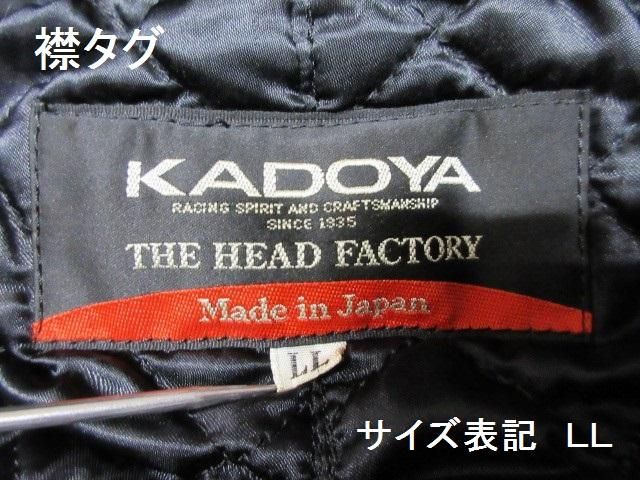 襟タグ
KADOYA
RACING SPIRIT AND CRAFTSMANSHIP
SINCE 1935
THE HEAD FACTORY
Made in Japan
LL
サイズ表記　LL